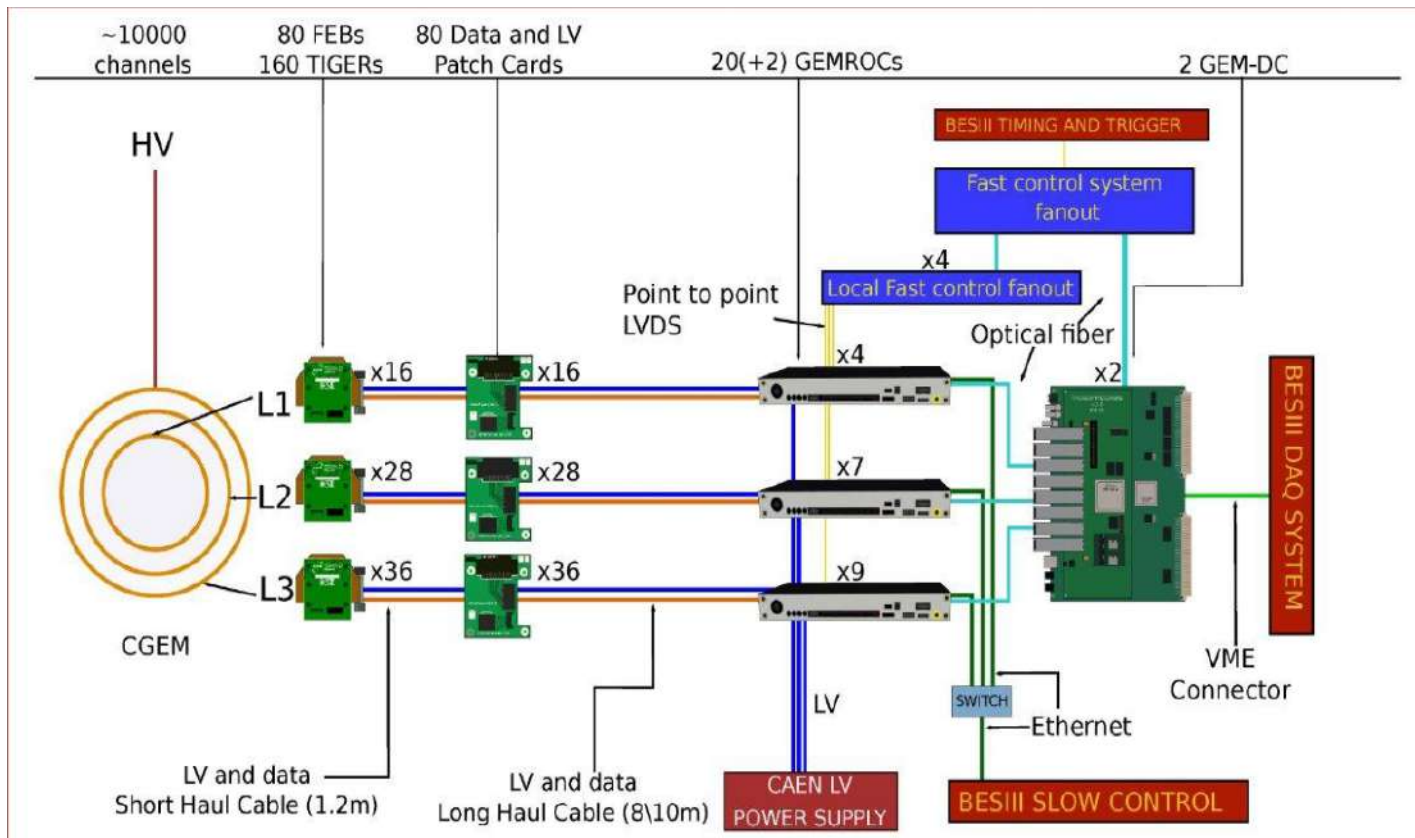 ~10000
channels
80 FEBs
160 TIGERs
80 Data and LV
Patch Cards
20(+2) GEMROCs
2 GEM-DC
HV
BESIII TIMING AND TRIGGER
Fast control system
fanout
x4
Local Fast control fanout
Point to point
LVDS
Optical fiber
L1
x16
x16
x4
x2
L2
x28
x28
x7
L3
x36
x36
x9
CGEM
BESIII DAQ SYSTEM
VME
Connector
LV
SWITCH
Ethernet
LV and data
Short Haul Cable (1.2m)
LV and data
Long Haul Cable (8\10m)
CAEN LV
POWER SUPPLY
BESIII SLOW CONTROL